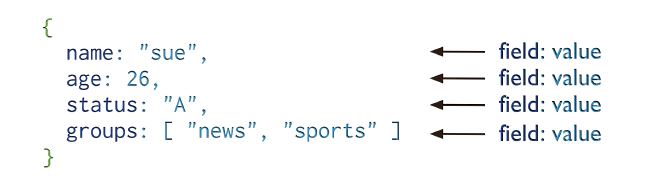 {
name: "sue", field: value
age: 26, field: value
status: "A", field: value
groups: [ "news", "sports" ] field: value
}